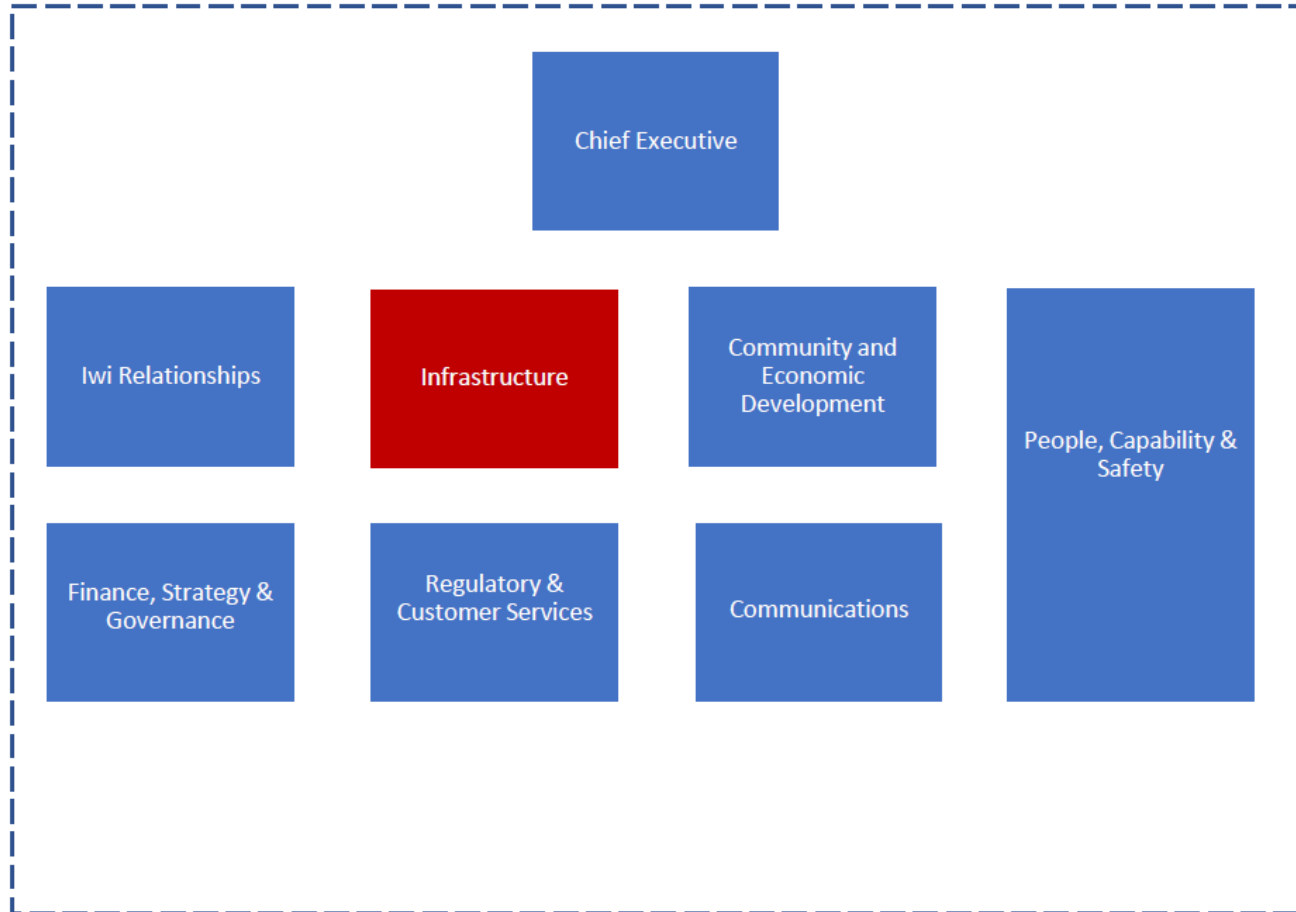 Chief Executive
Iwi Relationships
Infrastructure
Community and
Economic
Development
People, Capability &
Safety
Finance, Strategy &
Governance
Regulatory &
Customer Services
Communications